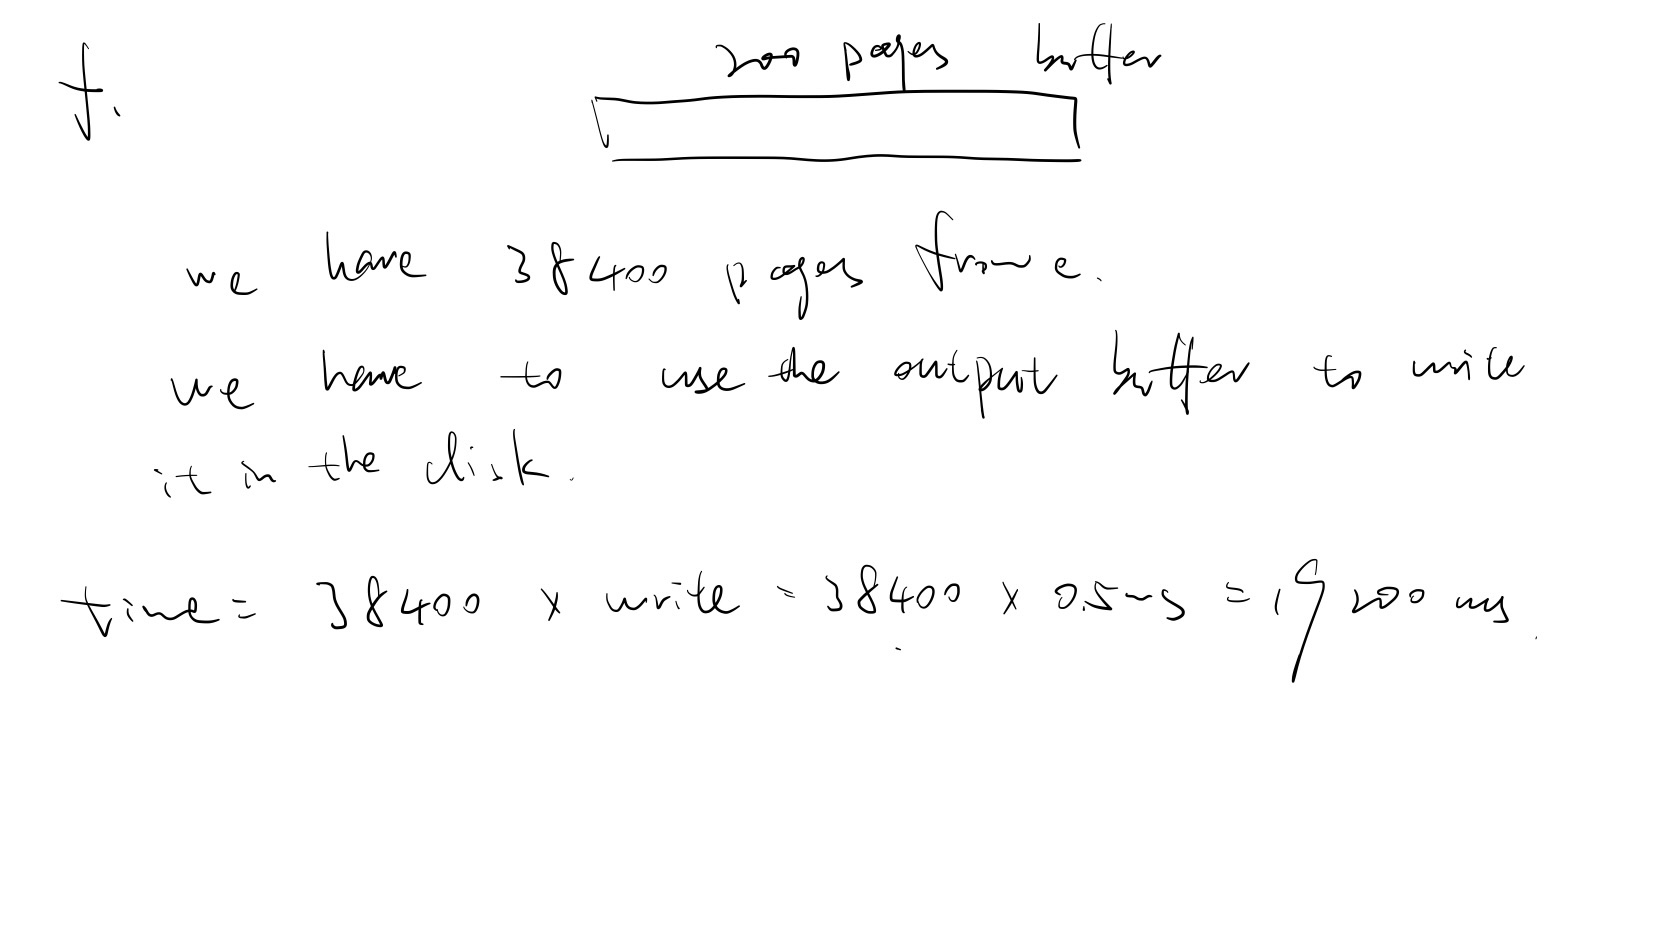 f.
200 pages buffer
we have 38400 pages frame.
we have to use the output buffer to write
it in the disk.
time = 38400 x write = 38400 x 0.5ms = 19200 ms.